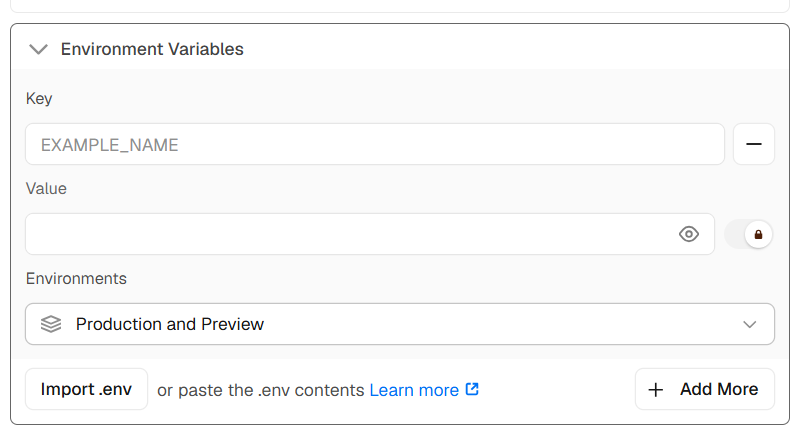 Environment Variables
Key
EXAMPLE_NAME
Value
Environments
Production and Preview
Import .env or paste the .env contents Learn more Add More